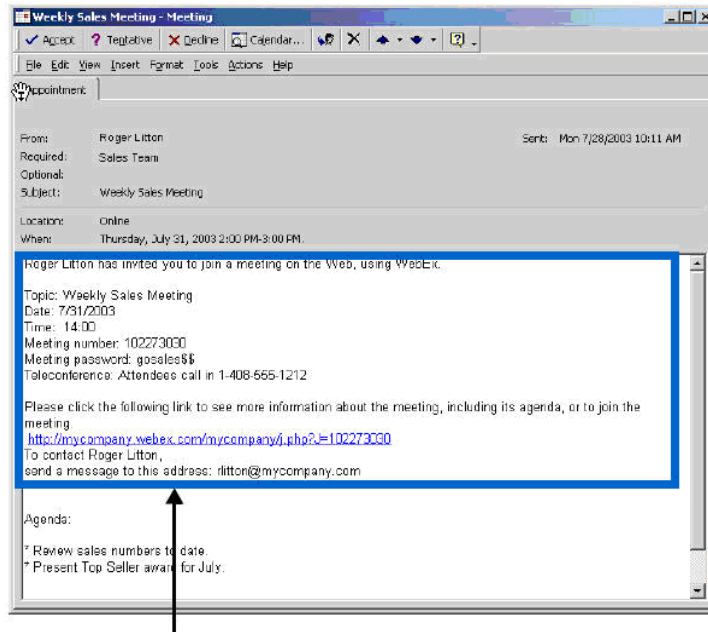 Weekly Sales Meeting - Meeting
Accept Tentative Decline Calendar...
File Edit View Insert Format Tools Actions Help
Appointment
From: Roger Litton Sent: Mon 7/28/2003 10:11 AM
Required: Sales Team
Optional:
Subject: Weekly Sales Meeting
Location: Online
When: Thursday, July 31, 2003 2:00 PM-3:00 PM.
Roger Litton has invited you to join a meeting on the Web, using WebEx.
Topic: Weekly Sales Meeting
Date: 7/31/2003
Time: 14:00
Meeting number: 102273030
Meeting password: gosales$$
Teleconference: Attendees call in 1-408-555-1212
Please click the following link to see more information about the meeting, including its agenda, or to join the
meeting.
http://mycompany.webex.com/mycompany/j.php?J=102273030
To contact Roger Litton,
send a message to this address: rlitton@mycompany.com
Agenda:
* Review sales numbers to date.
* Present Top Seller award for July.